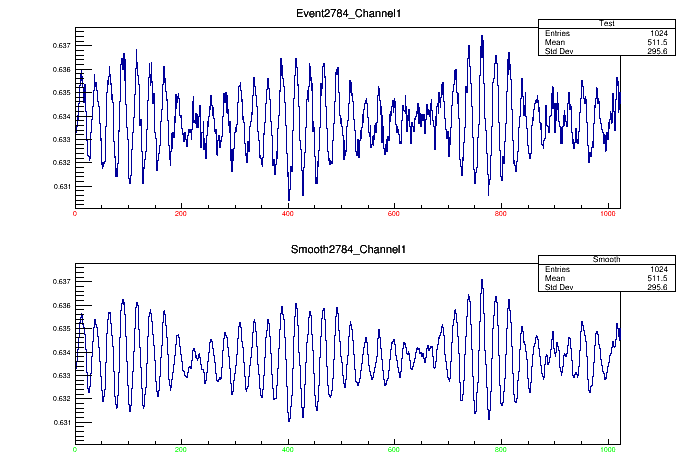 Event2784_Channel1
Test
Entries 1024
Mean 511.5
Std Dev 295.6
0.637
0.636
0.635
0.634
0.633
0.632
0.631
0 200 400 600 800 1000
Smooth2784_Channel1
Smooth
Entries 1024
Mean 511.5
Std Dev 295.6
0.637
0.636
0.635
0.634
0.633
0.632
0.631
0 200 400 600 800 1000